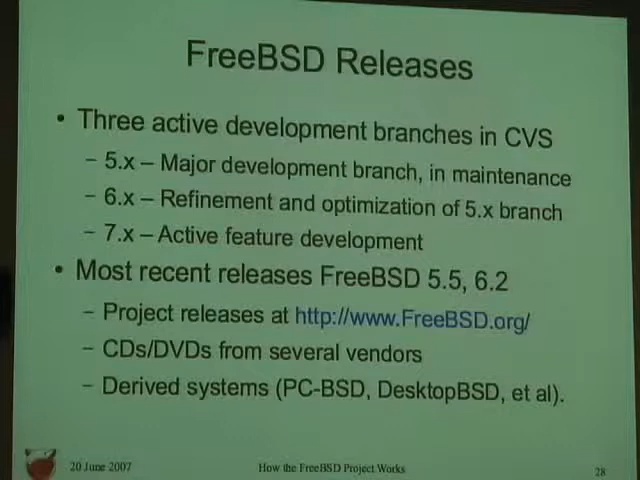 FreeBSD Releases
• Three active development branches in CVS
– 5.x – Major development branch, in maintenance
– 6.x – Refinement and optimization of 5.x branch
– 7.x – Active feature development
• Most recent releases FreeBSD 5.5, 6.2
– Project releases at http://www.FreeBSD.org/
– CDs/DVDs from several vendors
– Derived systems (PC-BSD, DesktopBSD, et al).
20 June 2007 How the FreeBSD Project Works 28